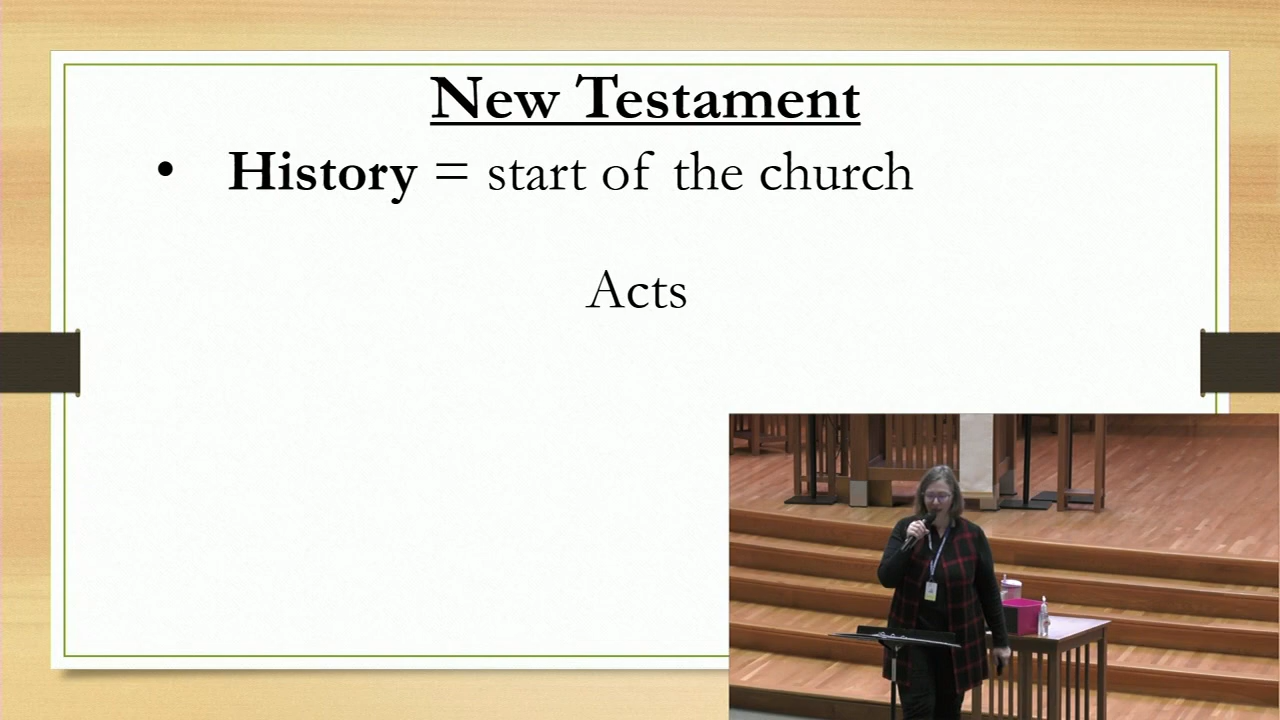 New Testament
• History = start of the church
Acts